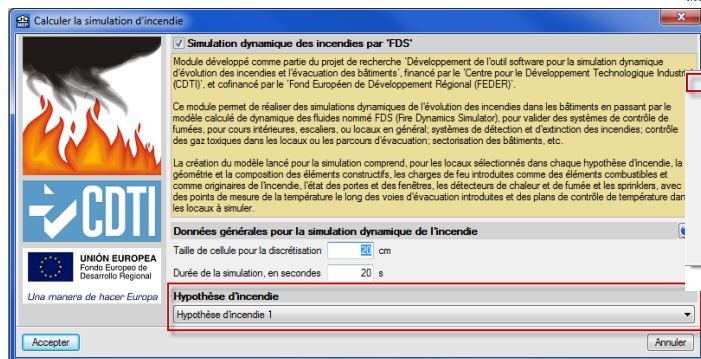 Calculer la simulation d'incendie
Simulation dynamique des incendies par 'FDS'
Module développé comme partie du projet de recherche 'Développement de l'outil software pour la simulation dynamique
d'évolution des incendies et l'évacuation des bâtiments', financé par le 'Centre pour le Développement Technologique Industri
(CDTI)', et cofinancé par le 'Fond Européen de Développement Régional (FEDER)'.
Ce module permet de réaliser des simulations dynamiques de l'évolution des incendies dans les bâtiments en passant par le
modèle calculé de dynamique des fluides nommé FDS (Fire Dynamics Simulator), pour valider des systèmes de contrôle de
fumées, pour cours intérieures, escaliers, ou locaux en général; systèmes de détection et d'extinction des incendies; contrôle
des gaz toxiques dans les locaux ou les parcours d'évacuation; sectorisation des bâtiments, etc.
La création du modèle lancé pour la simulation comprend, pour les locaux sélectionnés dans chaque hypothèse d'incendie, la
géométrie et la composition des éléments constructifs, les charges de feu introduites comme des éléments combustibles et
comme originaires de l'incendie, l'état des portes et des fenêtres, les détecteurs de chaleur et de fumée et les sprinklers, avec
des points de mesure de la température le long des voies d'évacuation introduites et des plans de contrôle de température dan
les locaux à simuler.
CDTI
UNIÓN EUROPEA
Fondo Europeo de
Desarrollo Regional
Una manera de hacer Europa
Données générales pour la simulation dynamique de l'incendie
Taille de cellule pour la discrétisation 20 cm
Durée de la simulation, en secondes 20 s
Hypothèse d'incendie
Hypothèse d'incendie 1
Accepter
Annuler